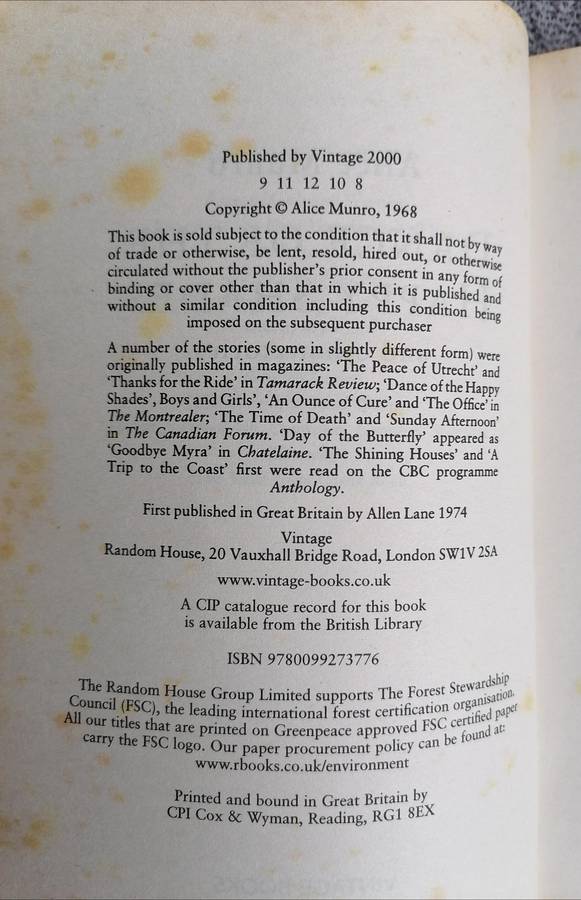 Published by Vintage 2000
9 11 12 10 8
Copyright © Alice Munro, 1968
This book is sold subject to the condition that it shall not by way
of trade or otherwise, be lent, resold, hired out, or otherwise
circulated without the publisher's prior consent in any form of
binding or cover other than that in which it is published and
without a similar condition including this condition being
imposed on the subsequent purchaser
A number of the stories (some in slightly different form) were
originally published in magazines: 'The Peace of Utrecht' and
'Thanks for the Ride' in Tamarack Review; 'Dance of the Happy
Shades', Boys and Girls', 'An Ounce of Cure' and 'The Office' in
The Montrealer; 'The Time of Death' and 'Sunday Afternoon'
in The Canadian Forum. 'Day of the Butterfly' appeared as
'Goodbye Myra' in Chatelaine. 'The Shining Houses' and 'A
Trip to the Coast' first were read on the CBC programme
Anthology.
First published in Great Britain by Allen Lane 1974
Vintage
Random House, 20 Vauxhall Bridge Road, London SW1V 2SA
www.vintage-books.co.uk
A CIP catalogue record for this book
is available from the British Library
ISBN 9780099273776
The Random House Group Limited supports The Forest Stewardship
Council (FSC), the leading international forest certification organisation.
All our titles that are printed on Greenpeace approved FSC certified paper
carry the FSC logo. Our paper procurement policy can be found at:
www.rbooks.co.uk/environment
Printed and bound in Great Britain by
CPI Cox & Wyman, Reading, RG1 8EX